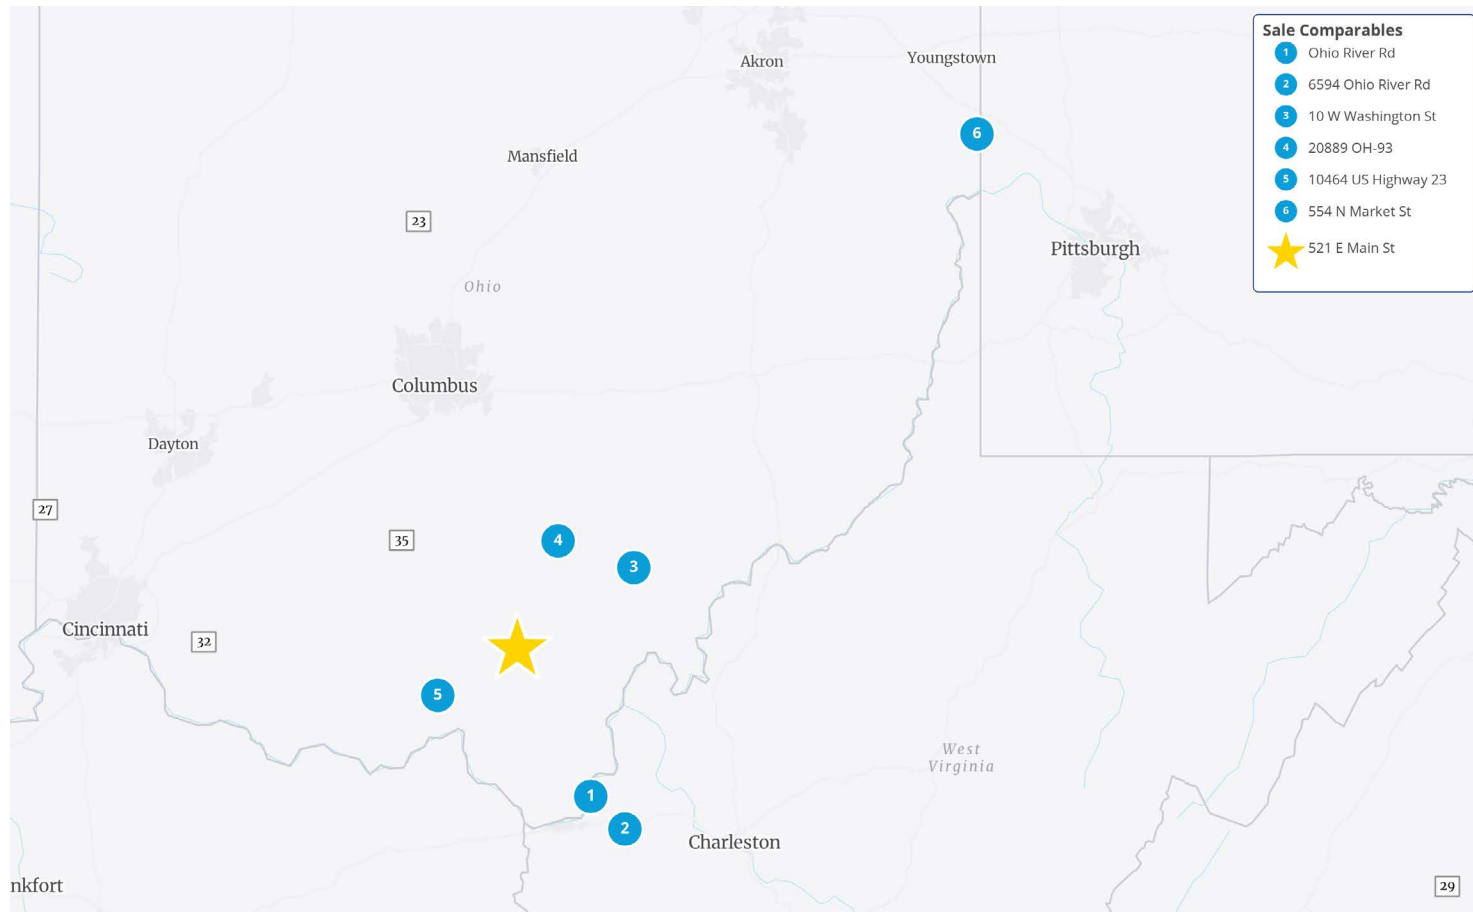 Sale Comparables
1 Ohio River Rd
2 6594 Ohio River Rd
3 10 W Washington St
4 20889 OH-93
5 10464 US Highway 23
6 554 N Market St
521 E Main St
Akron
Youngstown
6
Mansfield
23
Pittsburgh
Ohio
Columbus
Dayton
27
35
4
3
Cincinnati
32
5
West
Virginia
1
2
Charleston
nkfort
29